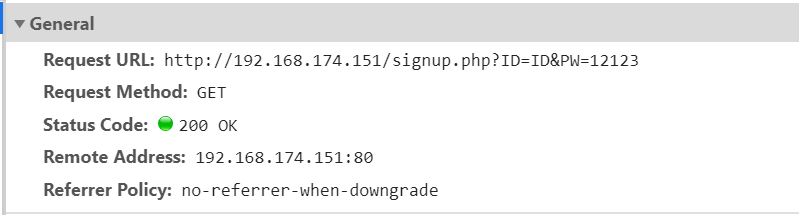 General
Request URL: http://192.168.174.151/signup.php?ID=ID&PW=12123
Request Method: GET
Status Code: 200 OK
Remote Address: 192.168.174.151:80
Referrer Policy: no-referrer-when-downgrade